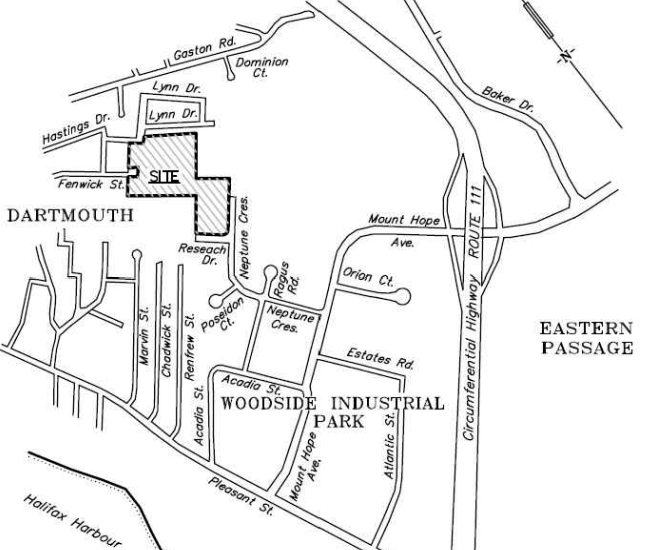 Gaston Rd.
Dominion
Ct.
Lynn Dr.
Lynn Dr.
Hastings Dr.
Baker Dr.
N
SITE
Fenwick St.
DARTMOUTH
Neptune Cres.
Reseach
Dr.
Mount Hope
Ave.
Circumferential Highway ROUTE 111
Ragus
Rd.
Orion Ct.
Poseidon
Ct.
Neptune
Cres.
EASTERN
PASSAGE
Marvin St.
Chadwick St.
Renfrew St.
Acadia St.
Acadia St.
Estates Rd.
WOODSIDE INDUSTRIAL
PARK
Mount Hope
Ave,
Atlantic St.
Pleasant St.
Halifax Harbour